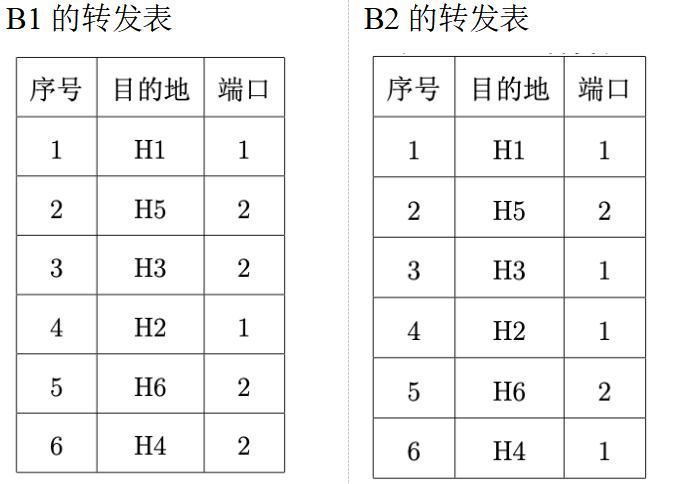 B1 的转发表
序号 目的地 端口
1 H1 1
2 H5 2
3 H3 2
4 H2 1
5 H6 2
6 H4 2
B2 的转发表
序号 目的地 端口
1 H1 1
2 H5 2
3 H3 1
4 H2 1
5 H6 2
6 H4 1